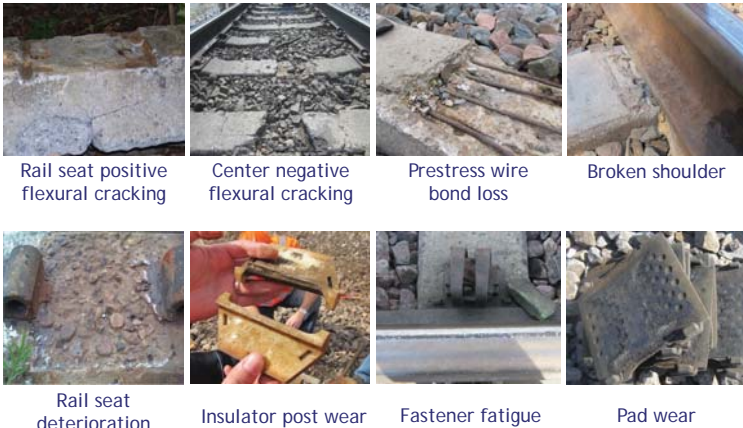 Rail seat positive
flexural cracking
Center negative
flexural cracking
Prestress wire
bond loss
Broken shoulder
Rail seat
deterioration
Insulator post wear
Fastener fatigue
Pad wear